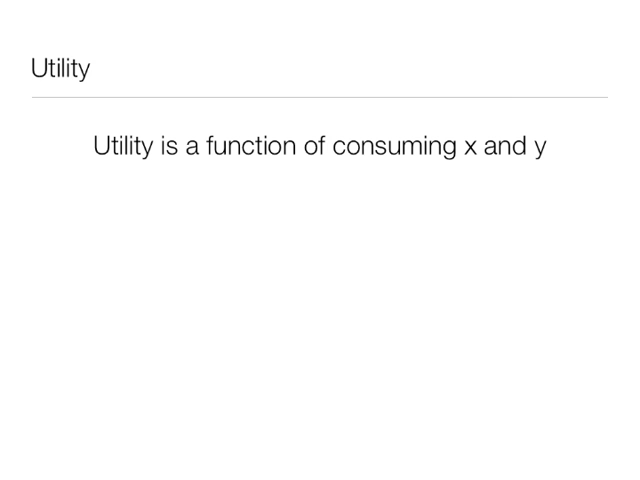 Utility
Utility is a function of consuming x and y